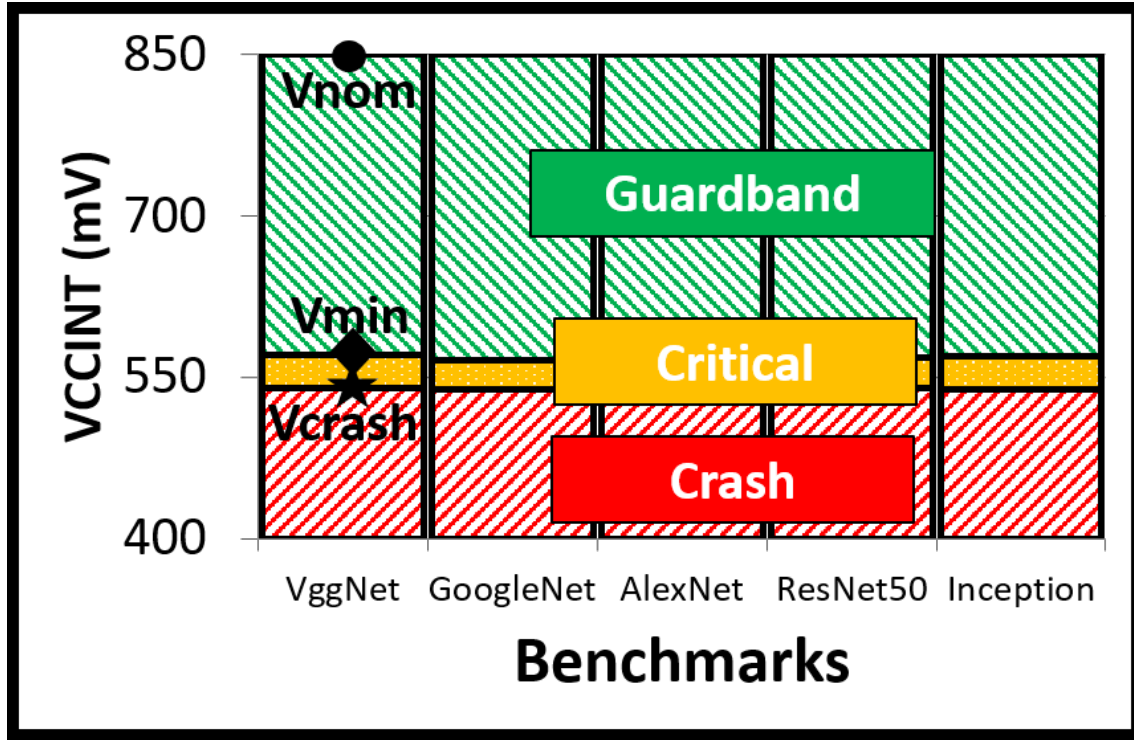 850
Vnom
VCCINT (mV)
700
Guardband
Vmin
550
Critical
Vcrash
Crash
400
VggNet GoogleNet AlexNet ResNet50 Inception
Benchmarks